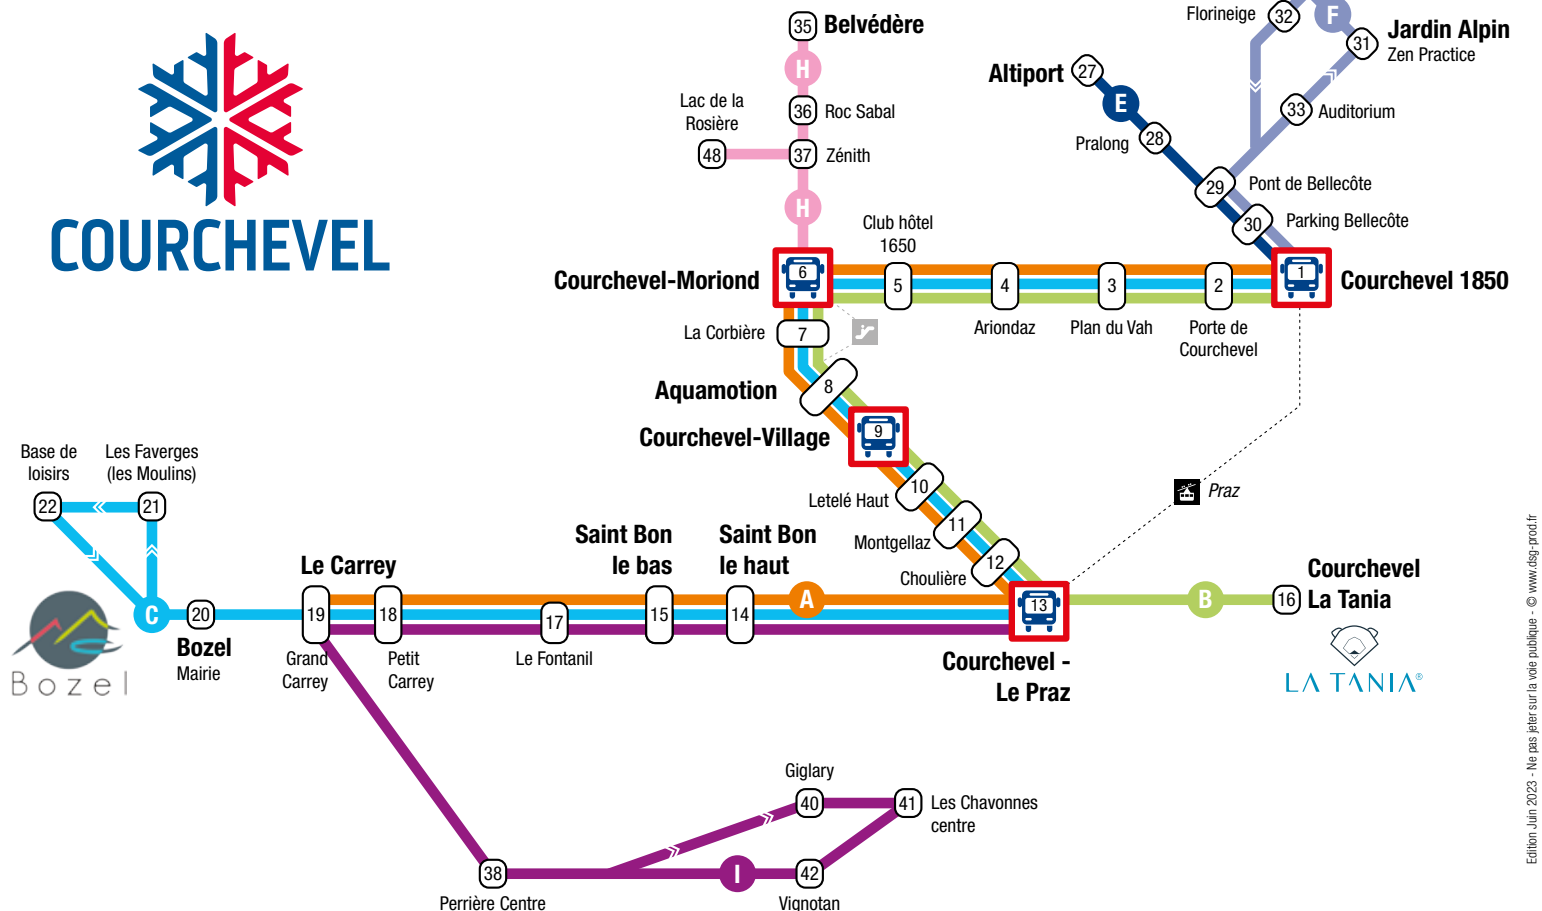 35 Belvédère
H
Lac de la
Rosière
36 Roc Sabal
48
37 Zénith
H
Florineige 32
F
Jardin Alpin
31
Zen Practice
Altiport 27
E
33 Auditorium
Pralong 28
29 Pont de Bellecôte
30 Parking Bellecôte
COURCHEVEL
Club hôtel
1650
Courchevel-Moriond 6
5
4
3
2
1 Courchevel 1850
Ariondaz
Plan du Vah
Porte de
Courchevel
La Corbière 7
Aquamotion 8
Courchevel-Village 9
Letelé Haut 10
Montgellaz 11
Choulière 12
Praz
Base de
loisirs
Les Faverges
(les Moulins)
22
21
C
20
Bozel
Mairie
Bozel
Le Carrey
19
18
Grand
Carrey
Petit
Carrey
17
Le Fontanil
Saint Bon
le bas
15
Saint Bon
le haut
14
A
13
Courchevel -
Le Praz
B
16
Courchevel
La Tania
LA TANIA®
38
Perrière Centre
I
Giglary
40
41 Les Chavonnes
centre
42
Vignotan
Edition Juin 2023 - Ne pas jeter sur la voie publique - © www.dsg-prod.fr